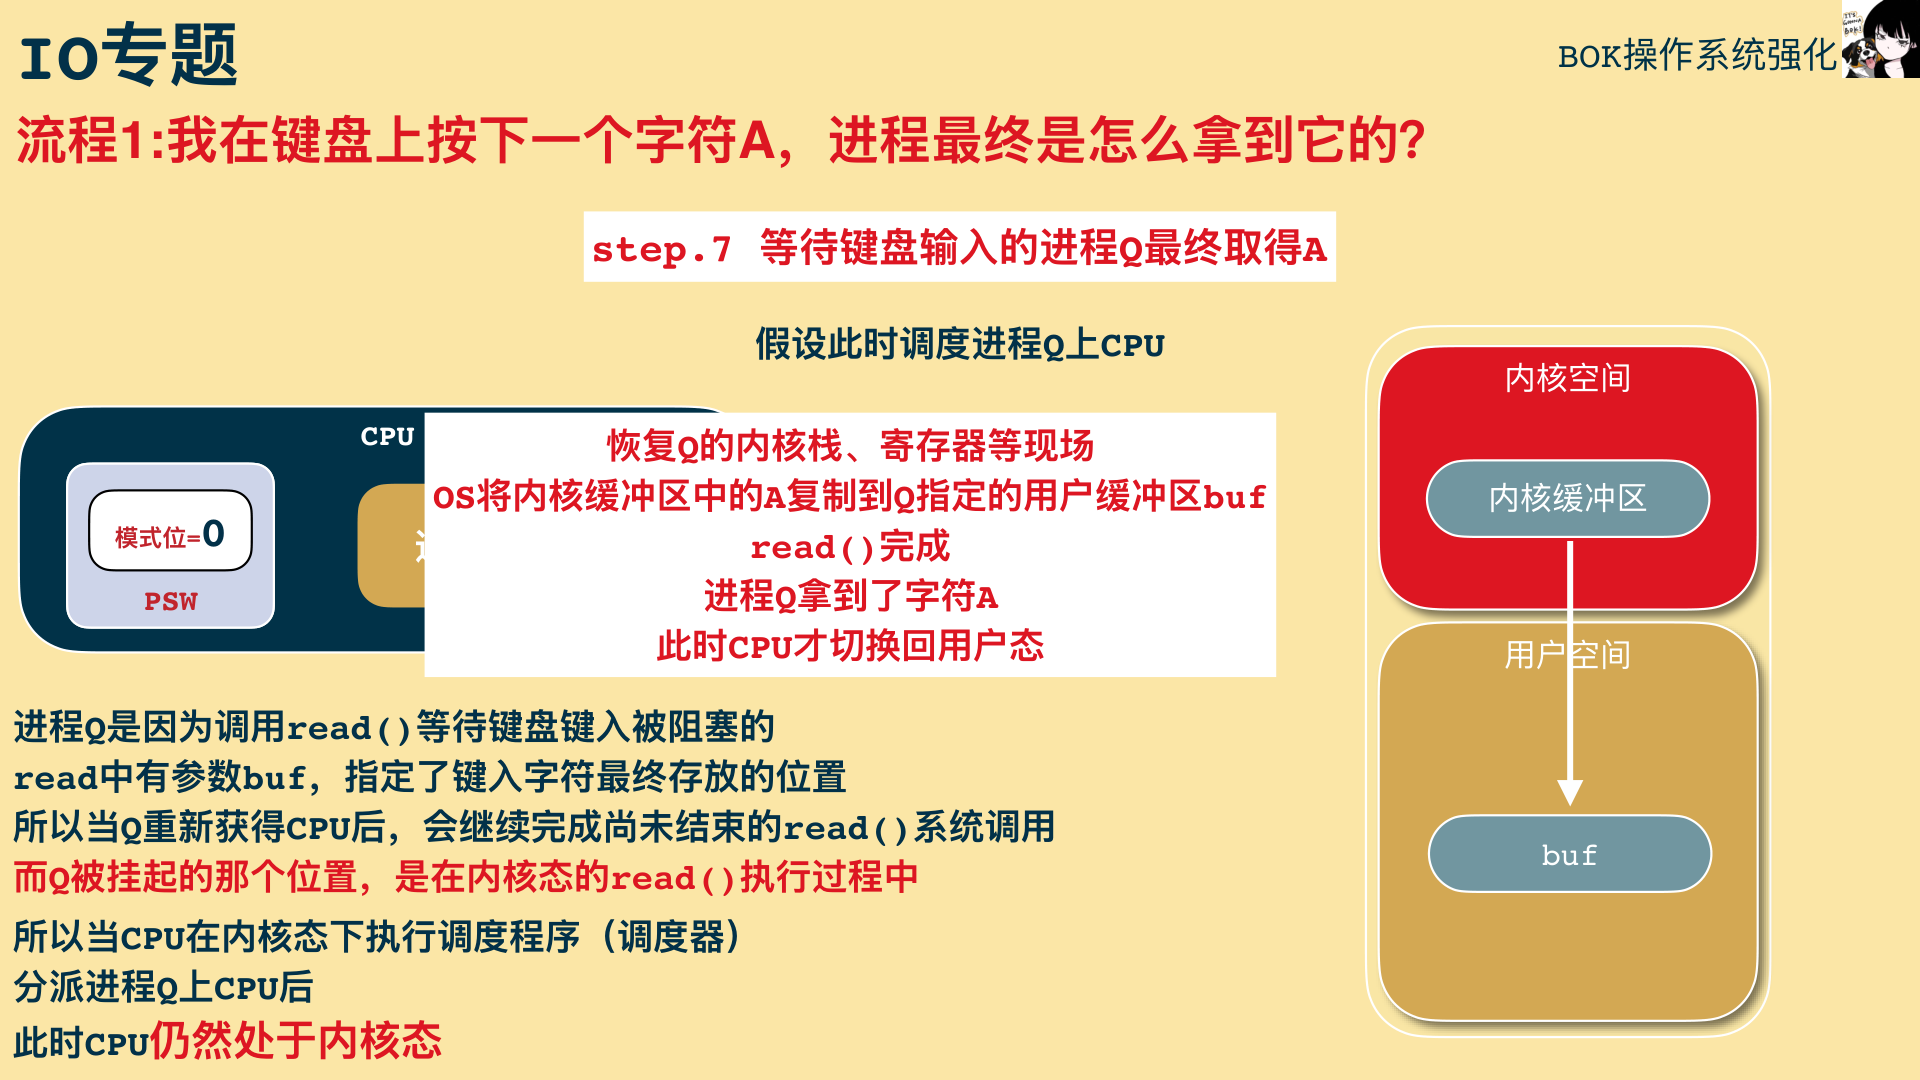 IO专题
BOK操作系统强化
流程1:我在键盘上按下一个字符A，进程最终是怎么拿到它的?
step.7 等待键盘输入的进程Q最终取得A
假设此时调度进程Q上CPU
CPU
模式位=0
PSW
恢复Q的内核栈、寄存器等现场
OS将内核缓冲区中的A复制到Q指定的用户缓冲区buf
read()完成
进程Q拿到了字符A
此时CPU才切换回用户态
内核空间
内核缓冲区
用户空间
buf
进程Q是因为调用read()等待键盘键入被阻塞的
read中有参数buf，指定了键入字符最终存放的位置
所以当Q重新获得CPU后，会继续完成尚未结束的read()系统调用
而Q被挂起的那个位置，是在内核态的read()执行过程中
所以当CPU在内核态下执行调度程序（调度器）
分派进程Q上CPU后
此时CPU仍然处于内核态